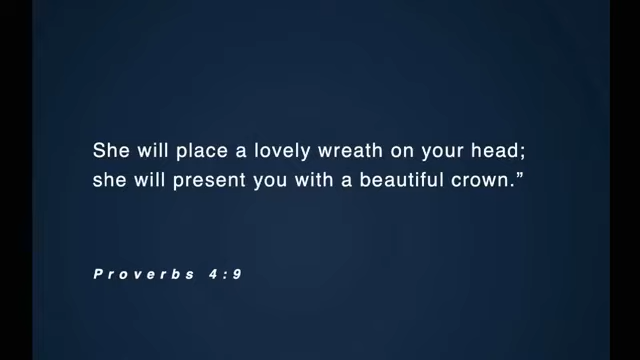 She will place a lovely wreath on your head;
she will present you with a beautiful crown.”
Proverbs 4:9